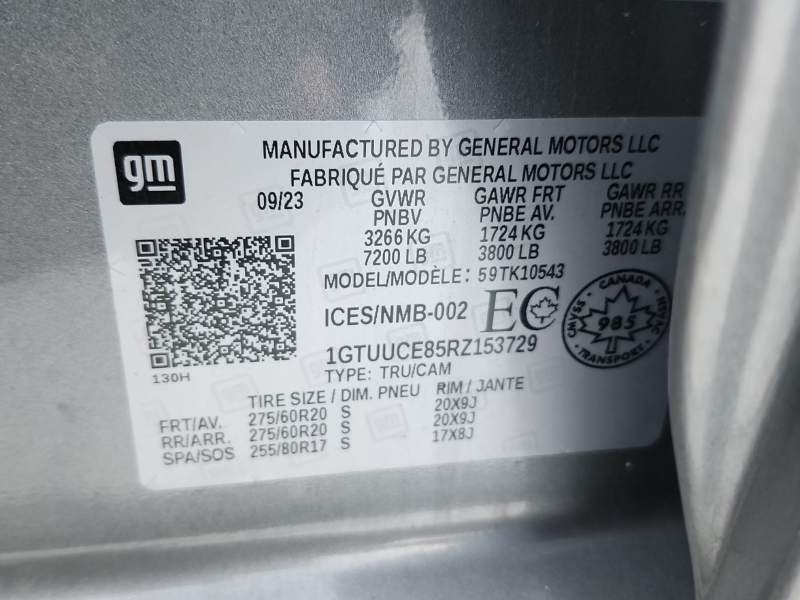 gm
MANUFACTURED BY GENERAL MOTORS LLC
FABRIQUÉ PAR GENERAL MOTORS LLC
09/23 GVWR GAWR FRT GAWR RR
PNBV PNBE AV. PNBE ARR.
3266 KG 1724 KG 1724 KG
7200 LB 3800 LB 3800 LB
MODEL/MODÈLE: 59TK10543
ICES/NMB-002 EC
CANADA
CMVSS 985 NSVAC
TRANSPORT
1GTUUCE85RZ153729
130H
TYPE: TRU/CAM
TIRE SIZE / DIM. PNEU RIM / JANTE
FRT/AV. 275/60R20 S 20X9J
RR/ARR. 275/60R20 S 20X9J
SPA/SOS 255/80R17 S 17X8J